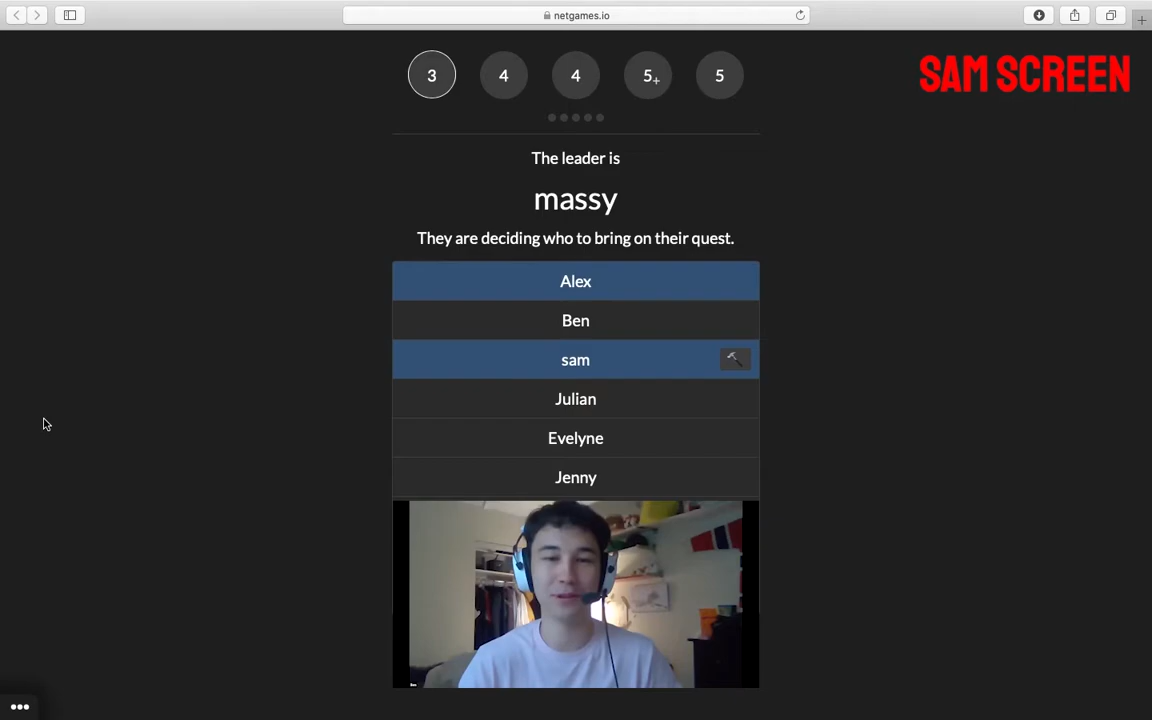 netgames.io
SAM SCREEN
3
4
4
5+
5
The leader is
massy
They are deciding who to bring on their quest.
Alex
Ben
sam
Julian
Evelyne
Jenny